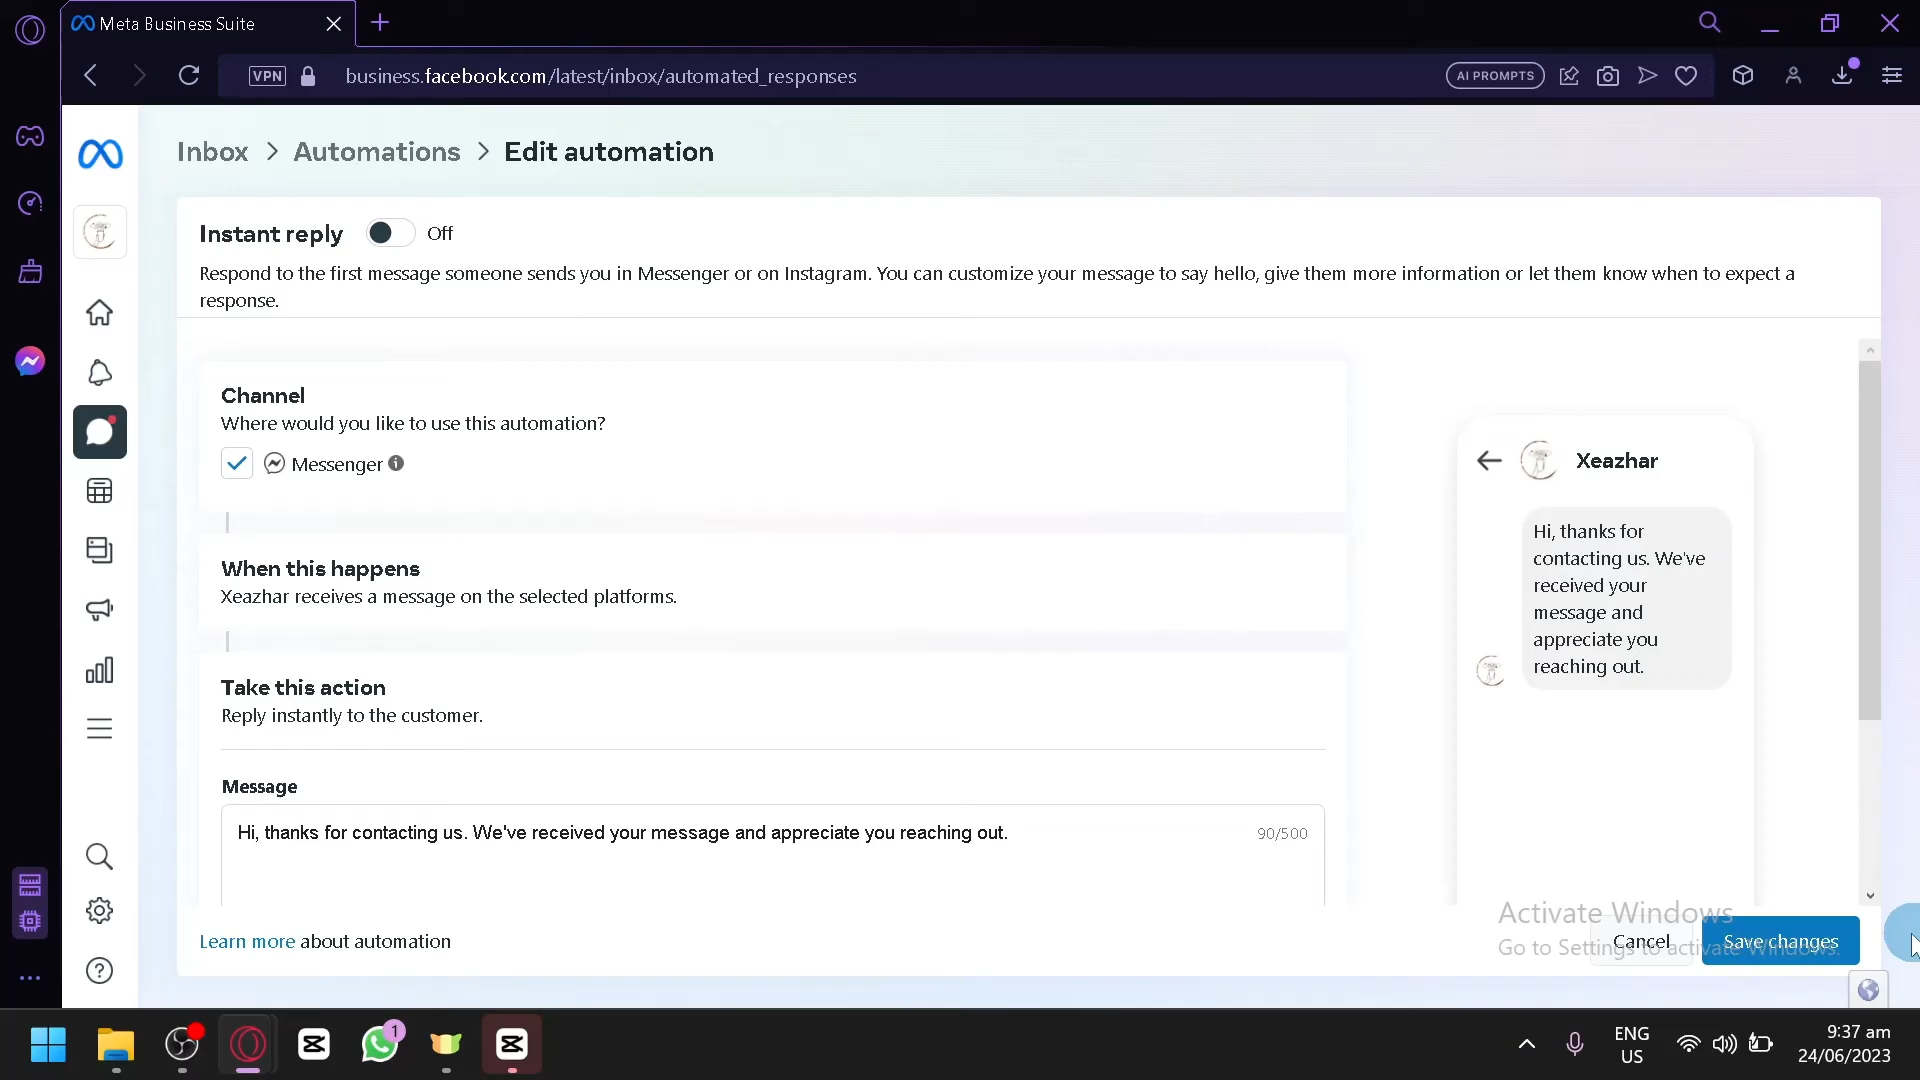 Meta Business Suite
VPN
business.facebook.com/latest/inbox/automated_responses
AI PROMPTS
Inbox > Automations > Edit automation
Instant reply
Off
Respond to the first message someone sends you in Messenger or on Instagram. You can customize your message to say hello, give them more information or let them know when to expect a
response.
Channel
Where would you like to use this automation?
Messenger
When this happens
Xeazhar receives a message on the selected platforms.
Take this action
Reply instantly to the customer.
Message
Hi, thanks for contacting us. We've received your message and appreciate you reaching out.
90/500
Xeazhar
Hi, thanks for
contacting us. We've
received your
message and
appreciate you
reaching out.
Learn more about automation
Cancel
Save changes
Activate Windows
Go to Settings to activate Windows.
1
ENG
US
9:37 am
24/06/2023